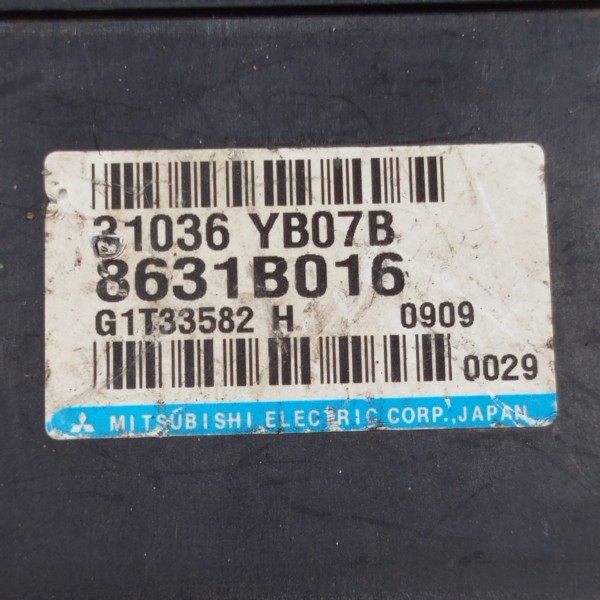 31036 YB07B
8631B016
G1T33582 H 0909
0029
MITSUBISHI ELECTRIC CORP.,JAPAN